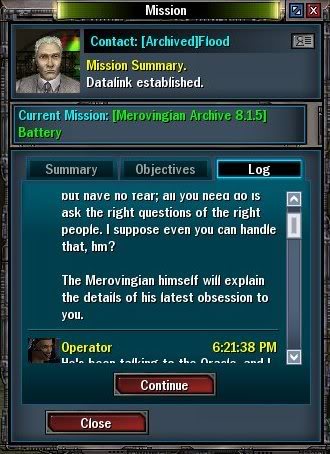 Mission
Contact: [Archived]Flood
Mission Summary.
Datalink established.
Current Mission: [Merovingian Archive 8.1.5]
Battery
Summary
Objectives
Log
but have no fear; all you need do is
ask the right questions of the right
people. I suppose even you can handle
that, hm?
The Merovingian himself will explain
the details of his latest obsession to
you.
Operator 6:21:38 PM
He's been talking to the Oracle, and I
Continue
Close